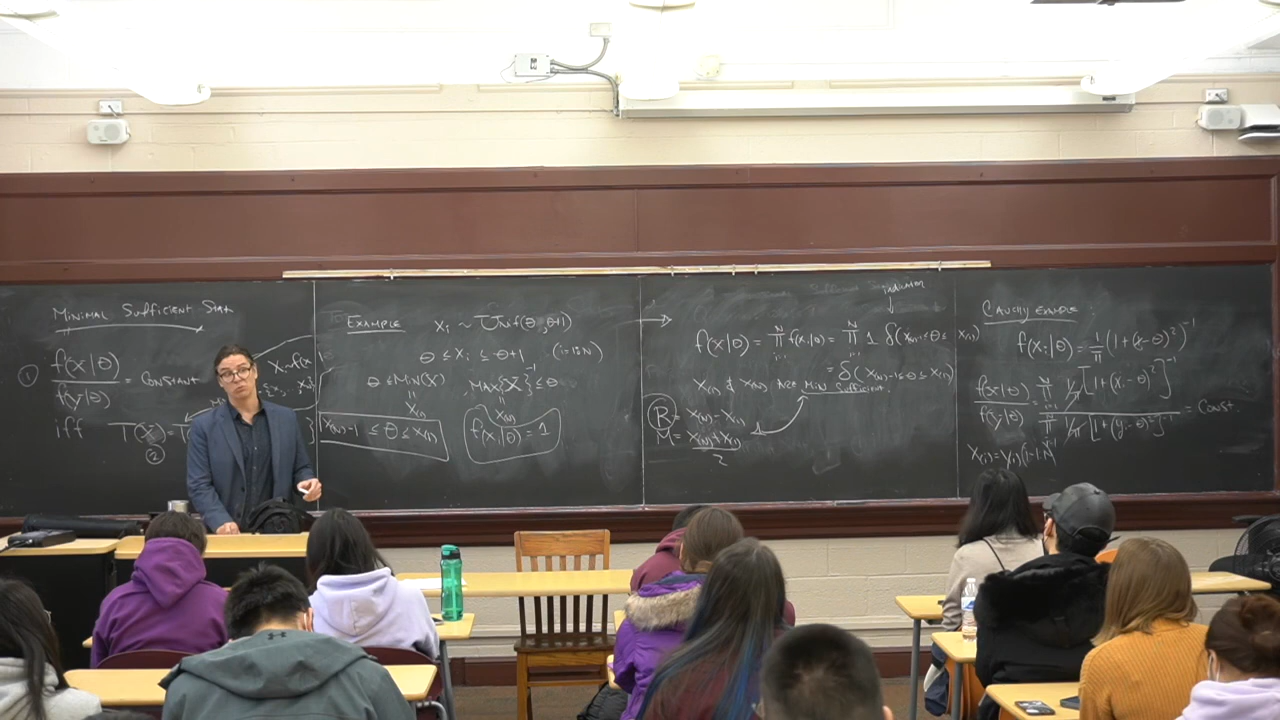 Minimal Sufficient Stat
① f(x|θ) / f(y|θ) = Constant
iff T(x) = T
②
Example Xᵢ ~ Unif(θ, θ+1)
θ ≤ xᵢ ≤ θ+1 (i=1:N)
θ ≤ Min(X) Max{X}-1 ≤ θ
X₍₁₎ X₍ₙ₎
X₍ₙ₎-1 ≤ θ ≤ X₍₁₎ f(xᵢ|θ) = 1
indicator
f(x|θ) = ∏ f(xᵢ|θ) = ∏ 1 δ(X₍ₙ₎-1 ≤ θ ≤ X₍₁₎)
= δ(X₍ₙ₎-1 ≤ θ ≤ X₍₁₎)
X₍₁₎ & X₍ₙ₎ Are Min Sufficient.
R = X₍ₙ₎ - X₍₁₎
M = X₍ₙ₎ + X₍₁₎ / 2
Cauchy Example:
f(xᵢ|θ) = 1/π (1+(x-θ)²)⁻¹
f(x|θ) / f(y|θ) = ∏ 1/π [1+(xᵢ-θ)²]⁻¹ / 1/π [1+(yᵢ-θ)²]⁻¹ = Const.
X₍ᵢ₎ = Y₍ᵢ₎ (i=1:N)